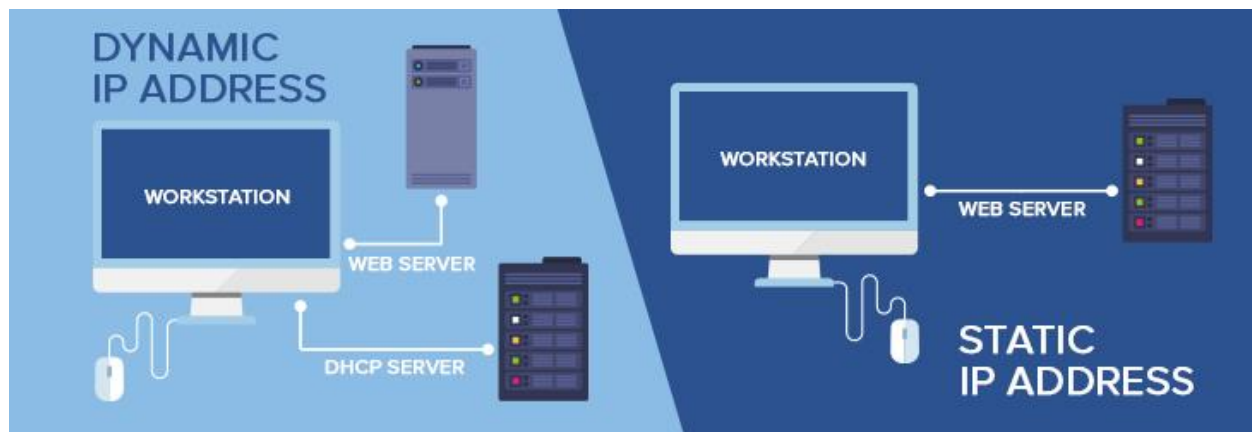 DYNAMIC
IP ADDRESS
WORKSTATION
WEB SERVER
DHCP SERVER
WORKSTATION
WEB SERVER
STATIC
IP ADDRESS